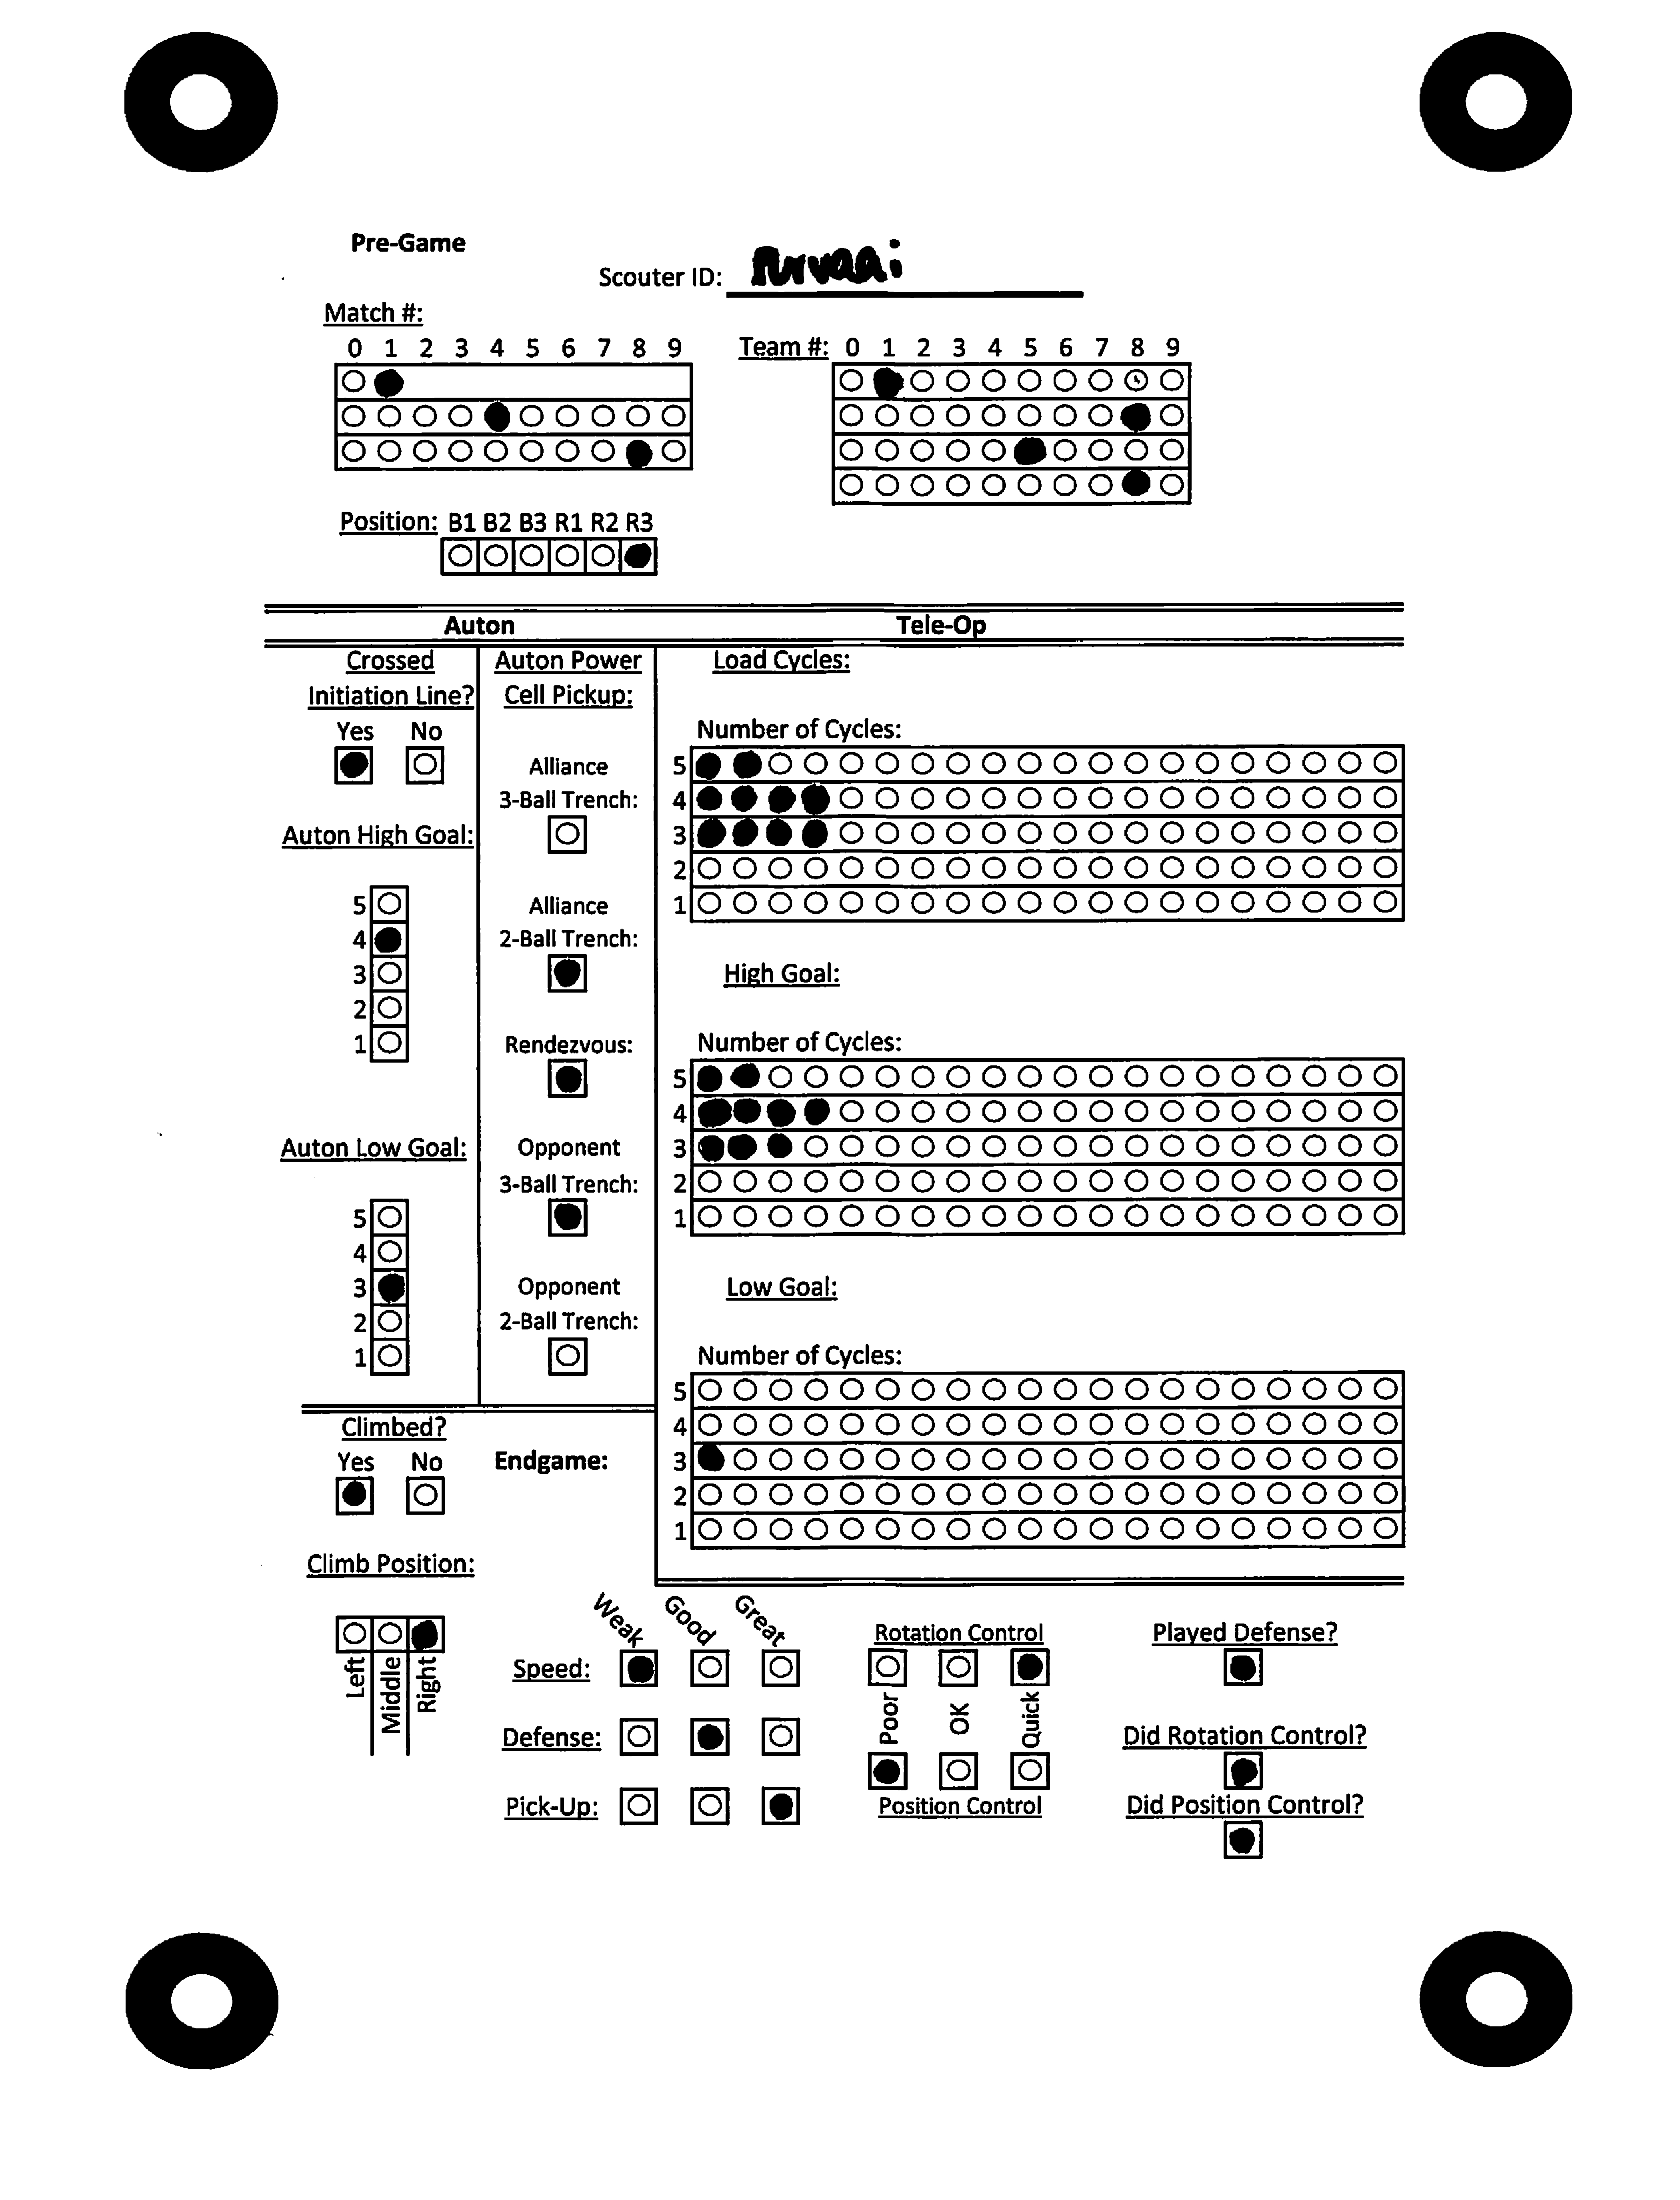 Pre-Game
Scouter ID: Purvaai
Match #:
0 1 2 3 4 5 6 7 8 9
Team #: 0 1 2 3 4 5 6 7 8 9
Position: B1 B2 B3 R1 R2 R3
Auton
Tele-Op
Crossed
Initiation Line?
Yes No
Auton High Goal:
5
4
3
2
1
Auton Low Goal:
5
4
3
2
1
Auton Power
Cell Pickup:
Alliance
3-Ball Trench:
Alliance
2-Ball Trench:
Rendezvous:
Opponent
3-Ball Trench:
Opponent
2-Ball Trench:
Load Cycles:
Number of Cycles:
5
4
3
2
1
High Goal:
Number of Cycles:
5
4
3
2
1
Low Goal:
Number of Cycles:
5
4
3
2
1
Climbed?
Yes No
Endgame:
Climb Position:
Left
Middle
Right
Weak
Good
Great
Speed:
Defense:
Pick-Up:
Rotation Control
Poor
OK
Quick
Position Control
Played Defense?
Did Rotation Control?
Did Position Control?